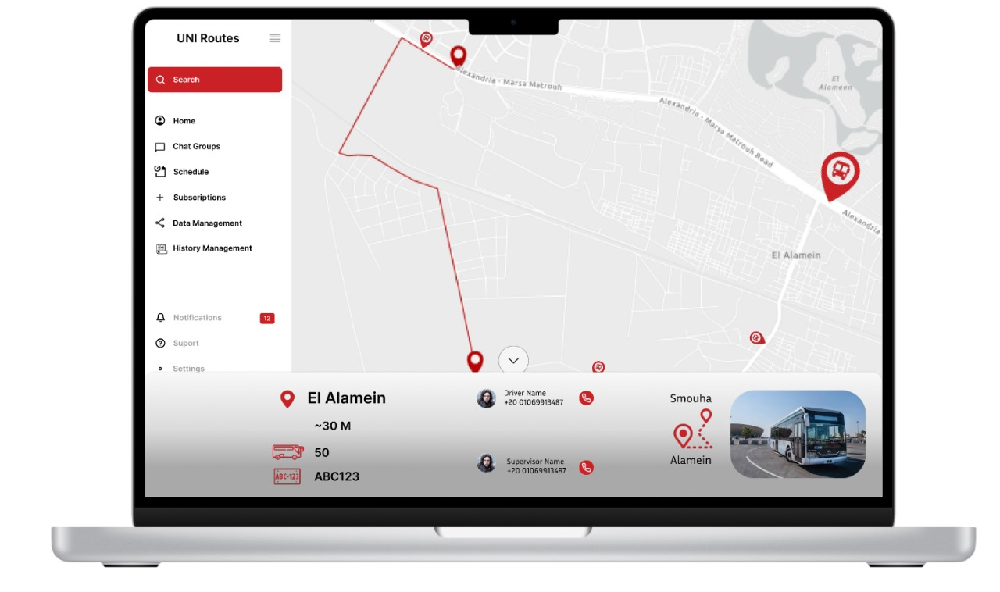 UNI Routes
Search
Home
Chat Groups
Schedule
Subscriptions
Data Management
History Management
Notifications 12
Suport
Settings
Alexandria - Marsa Matrouh
Alexandria - Marsa Matrouh Road
El
Alameen
Alexandria
El Alamein
El Alamein
~30 M
50
ABC-123 ABC123
Driver Name
+20 01069913487
Supervisor Name
+20 01069913487
Smouha
Alamein